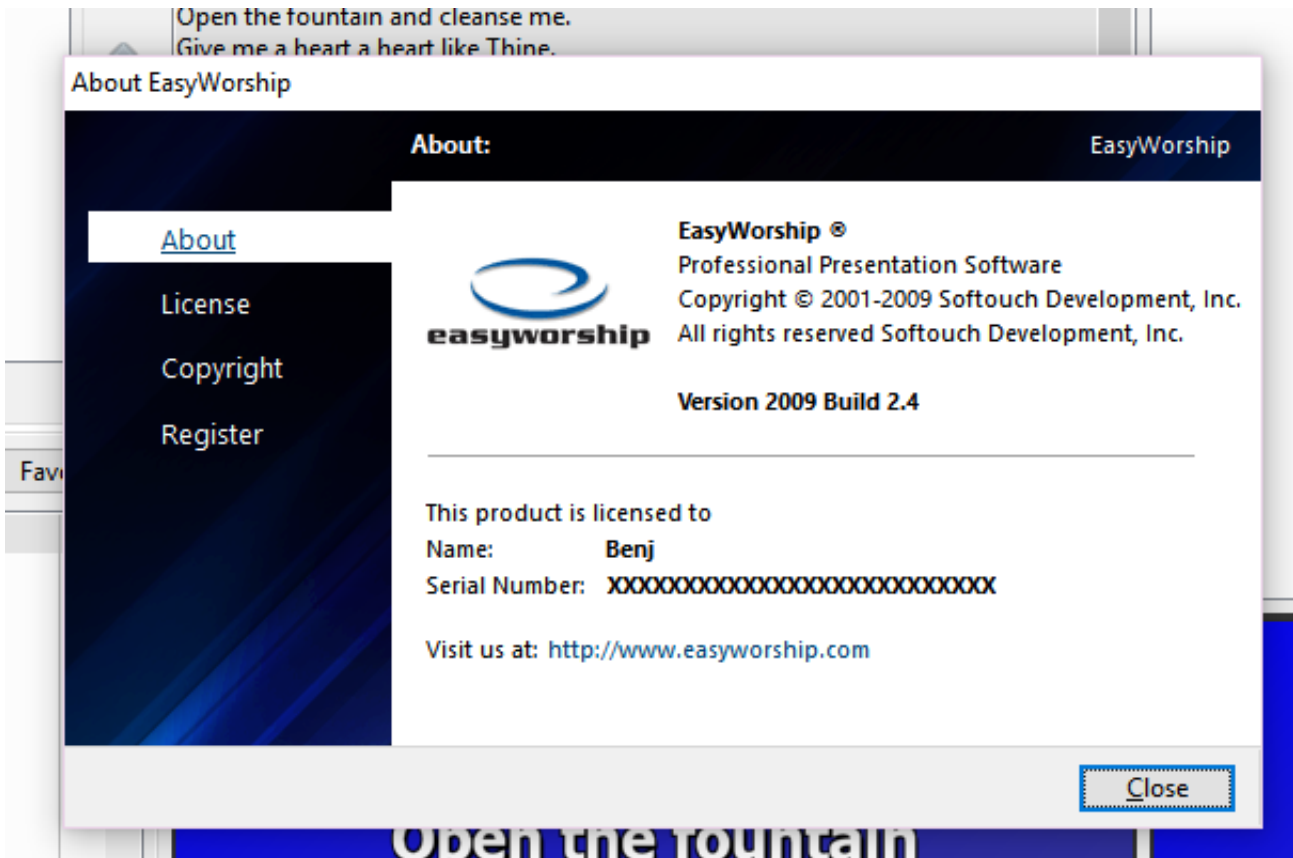 Open the fountain and cleanse me.
Give me a heart a heart like Thine.
About EasyWorship
About:
EasyWorship
About
License
Copyright
Register
easyworship
EasyWorship ®
Professional Presentation Software
Copyright © 2001-2009 Softouch Development, Inc.
All rights reserved Softouch Development, Inc.
Version 2009 Build 2.4
Fav
This product is licensed to
Name: Benj
Serial Number: XXXXXXXXXXXXXXXXXXXXXXXXXX
Visit us at: http://www.easyworship.com
Close
Open the fountain